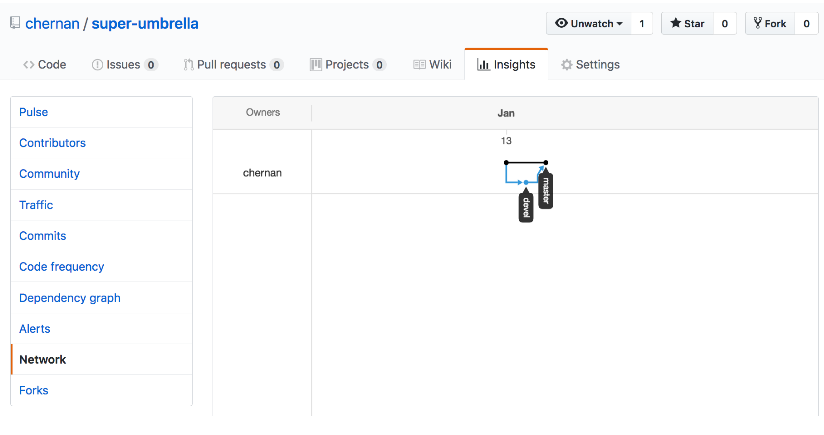 chernan / super-umbrella
Unwatch 1 Star 0 Fork 0
Code Issues 0 Pull requests 0 Projects 0 Wiki Insights Settings
Pulse
Contributors
Community
Traffic
Commits
Code frequency
Dependency graph
Alerts
Network
Forks
Owners Jan
13
chernan
master
devel